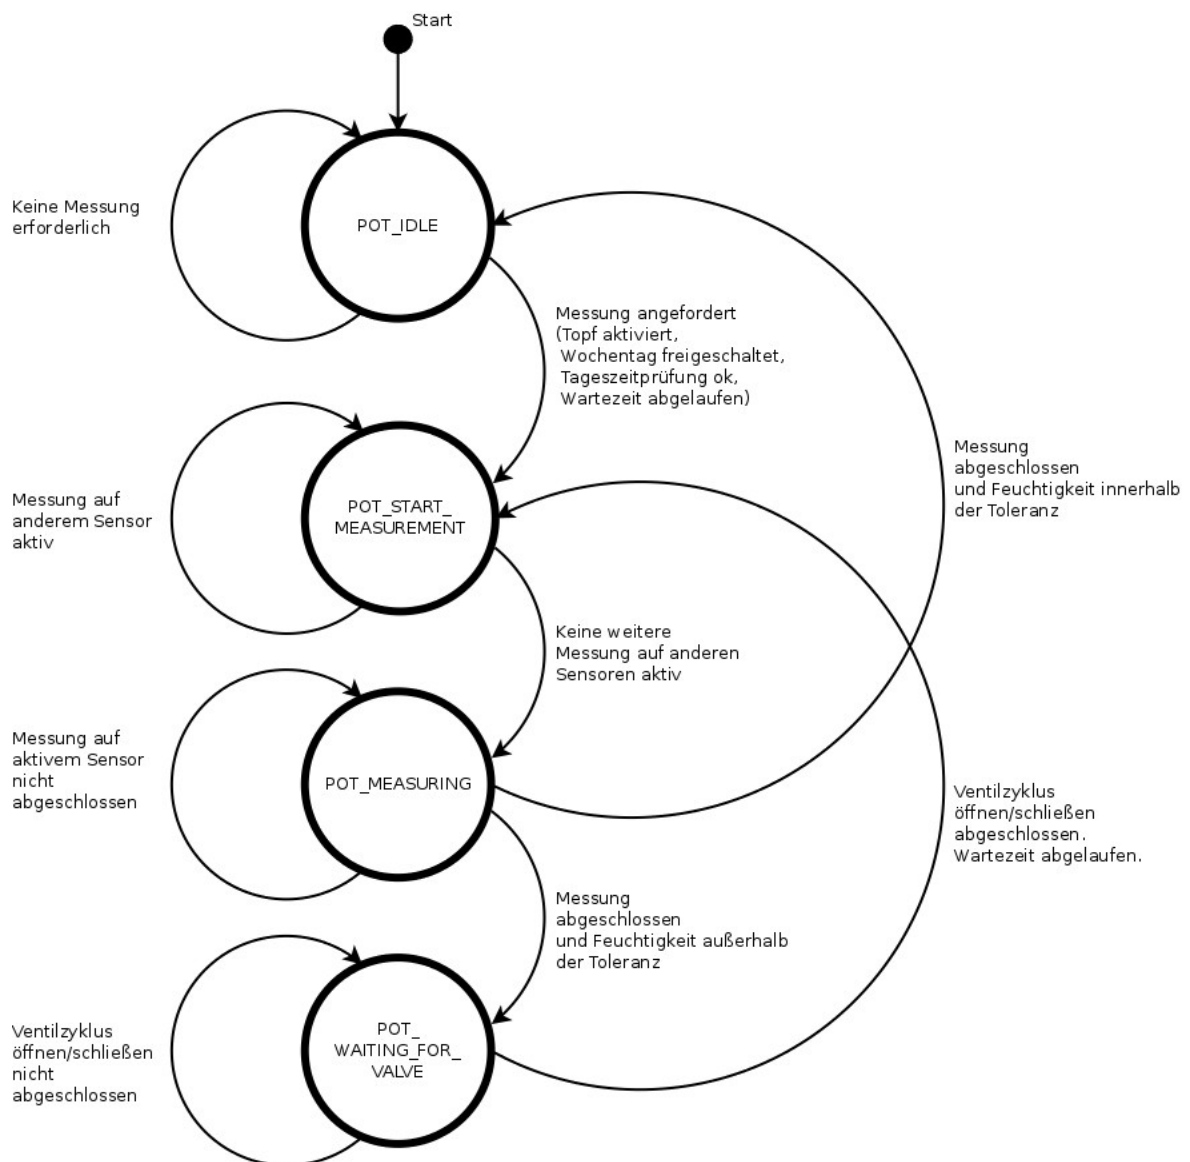 Start
Keine Messung
erforderlich
POT_IDLE
Messung angefordert
(Topf aktiviert,
Wochentag freigeschaltet,
Tageszeitprüfung ok,
Wartezeit abgelaufen)
Messung
abgeschlossen
und Feuchtigkeit innerhalb
der Toleranz
Messung auf
anderem Sensor
aktiv
POT_START_
MEASUREMENT
Keine weitere
Messung auf anderen
Sensoren aktiv
Messung auf
aktivem Sensor
nicht
abgeschlossen
POT_MEASURING
Ventilzyklus
öffnen/schließen
abgeschlossen.
Wartezeit abgelaufen.
Messung
abgeschlossen
und Feuchtigkeit außerhalb
der Toleranz
Ventilzyklus
öffnen/schließen
nicht
abgeschlossen
POT_
WAITING_FOR_
VALVE